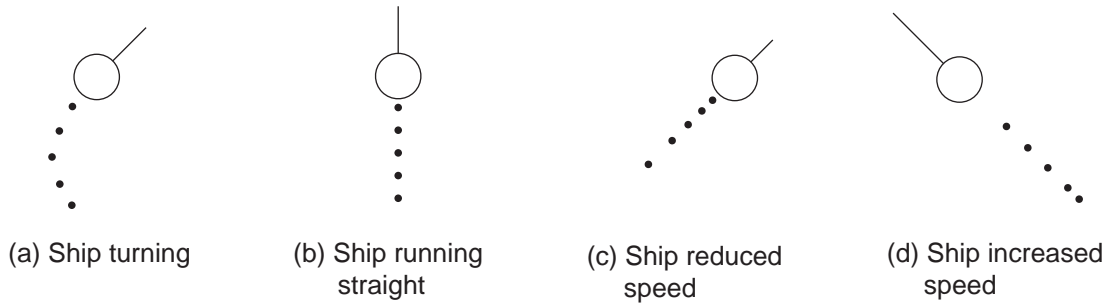 (a) Ship turning
(b) Ship running
straight
(c) Ship reduced
speed
(d) Ship increased
speed